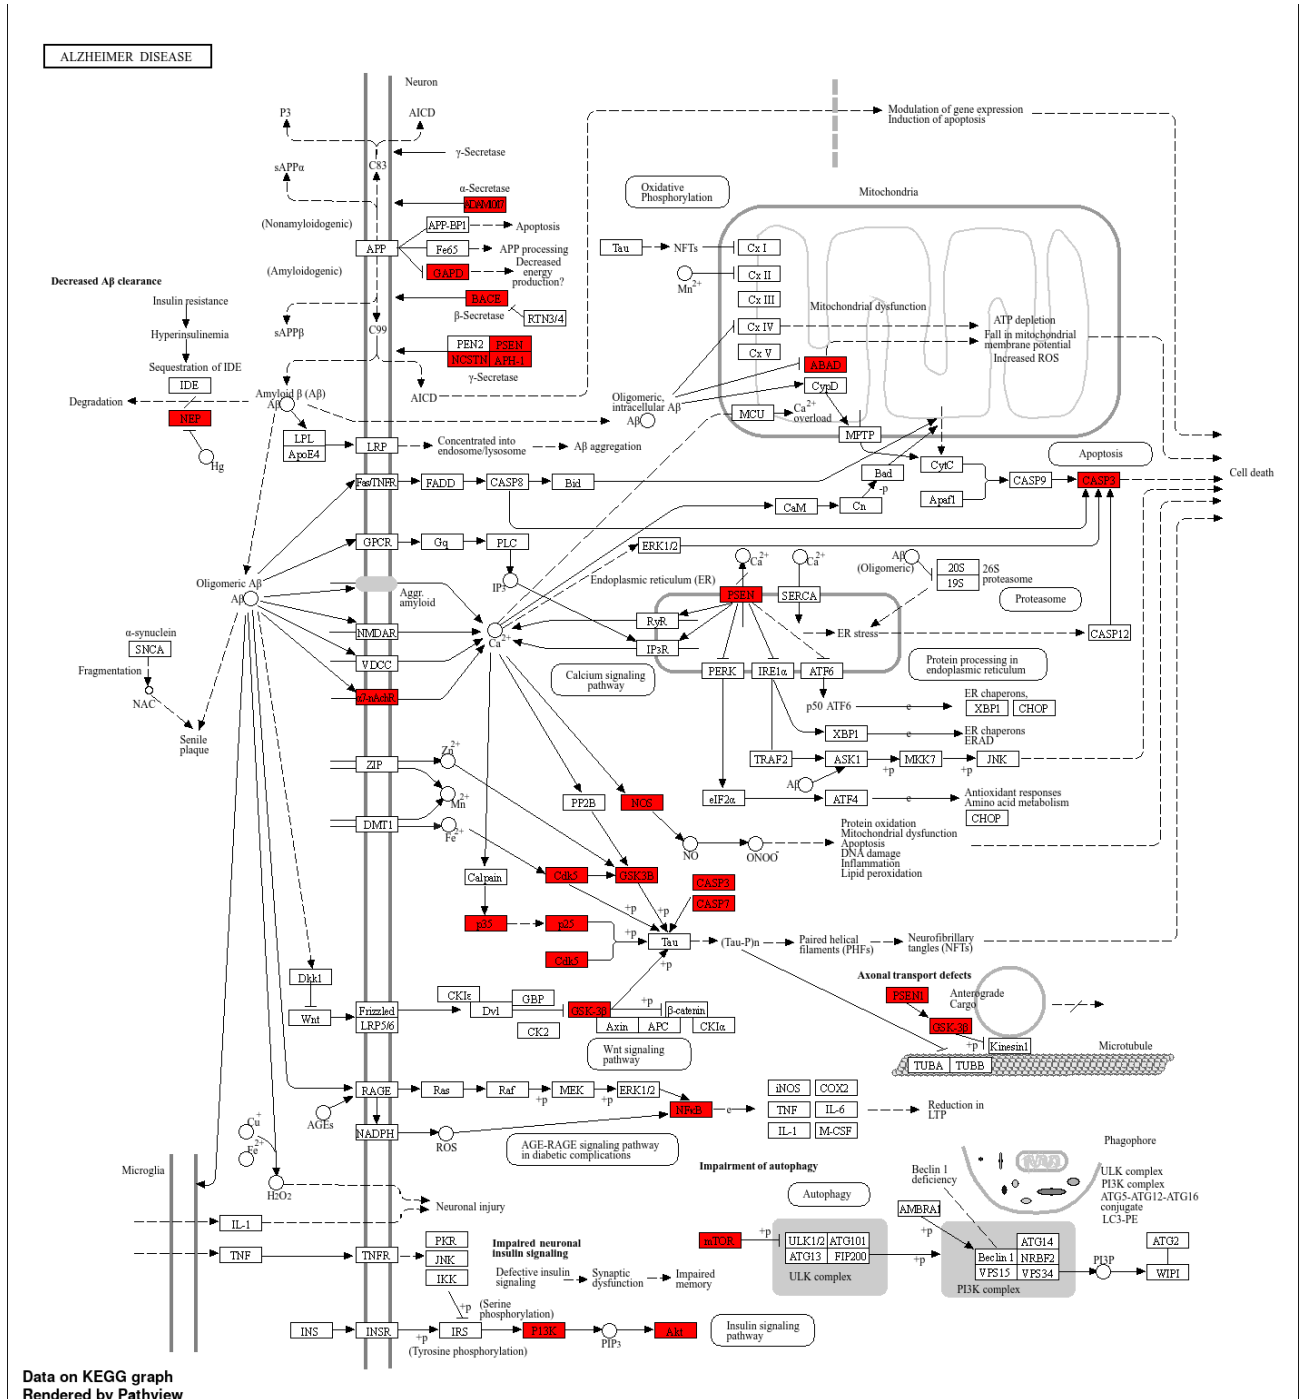 ALZHEIMER DISEASE
Neuron
P3
AICD
γ-Secretase
C83
sAPPα
α-Secretase
ADAM10/17
(Nonamyloidogenic)
APP-BP1
Apoptosis
APP
Fe65
APP processing
(Amyloidogenic)
GAPD
Decreased
energy
production?
BACE
β-Secretase
RTN3/4
sAPPβ
C99
PEN2
PSEN
NCSTN
APH-1
γ-Secretase
AICD
Modulation of gene expression
Induction of apoptosis
Oxidative
Phosphorylation
Mitochondria
Tau
NFTs
Cx I
Mn2+
Cx II
Cx III
Mitochondrial dysfunction
Cx IV
ATP depletion
Fall in mitochondrial
membrane potential
Increased ROS
Cx V
ABAD
CypD
MCU
Ca2+
overload
MPTP
Oligomeric,
intracellular Aβ
Aβ
Decreased Aβ clearance
Insulin resistance
Hyperinsulinemia
Sequestration of IDE
IDE
Degradation
NEP
Hg
Amyloid β (Aβ)
Aβ
LPL
ApoE4
LRP
Concentrated into
endosome/lysosome
Aβ aggregation
Fas/TNFR
FADD
CASP8
Bid
Bad
-p
CytC
Apaf1
CaM
Cn
CASP9
CASP3
Apoptosis
Cell death
GPCR
Gq
PLC
ERK1/2
IP3
Endoplasmic reticulum (ER)
Ca2+
Ca2+
Aβ
(Oligomeric)
20S
19S
26S
proteasome
Proteasome
Oligomeric Aβ
Aβ
Aggr.
amyloid
PSEN
SERCA
RyR
IP3R
ER stress
CASP12
NMDAR
Ca2+
VDCC
α7-nAchR
Calcium signaling
pathway
PERK
IRE1α
ATF6
Protein processing in
endoplasmic reticulum
α-synuclein
SNCA
Fragmentation
NAC
Senile
plaque
p50 ATF6
e
ER chaperons,
XBP1
CHOP
XBP1
e
ER chaperons
ERAD
TRAF2
ASK1
+p
MKK7
+p
JNK
Aβ
eIF2α
ATF4
e
Antioxidant responses
Amino acid metabolism
CHOP
ZIP
Zn2+
Mn2+
DMT1
Fe2+
PP2B
NOS
NO
ONOO-
Protein oxidation
Mitochondrial dysfunction
Apoptosis
DNA damage
Inflammation
Lipid peroxidation
Calpain
Cdk5
GSK3B
CASP3
CASP7
+p
+p
p35
p25
+p
Cdk5
Tau
+p
(Tau-P)n
Paired helical
filaments (PHFs)
Neurofibrillary
tangles (NFTs)
Dkk1
Wnt
Frizzled
LRP5/6
CKIε
Dvl
GBP
CK2
GSK-3β
+p
β-catenin
Axin
APC
CKIα
Wnt signaling
pathway
Axonal transport defects
PSEN1
Anterograde
Cargo
GSK-3β
+p
Kinesin1
Microtubule
TUBA
TUBB
RAGE
Ras
Raf
+p
MEK
+p
ERK1/2
NFκB
e
iNOS
COX2
TNF
IL-6
IL-1
M-CSF
Reduction in
LTP
AGEs
NADPH
ROS
AGE-RAGE signaling pathway
in diabetic complications
Cu+
Fe2+
H2O2
Microglia
IL-1
TNF
TNFR
Neuronal injury
PKR
JNK
IKK
Impaired neuronal
insulin signaling
Defective insulin
signaling
Synaptic
dysfunction
Impaired
memory
+p
(Serine
phosphorylation)
INS
INSR
+p
IRS
(Tyrosine phosphorylation)
PI3K
PIP3
Akt
Insulin signaling
pathway
Impairment of autophagy
Autophagy
mTOR
+p
ULK1/2
ATG101
ATG13
FIP200
ULK complex
+p
Beclin 1
deficiency
AMBRA1
+p
Beclin 1
ATG14
NRBF2
VPS15
VPS34
PI3K complex
PI3P
ATG2
WIPI
Phagophore
ULK complex
PI3K complex
ATG5-ATG12-ATG16
conjugate
LC3-PE
Data on KEGG graph
Rendered by Pathview